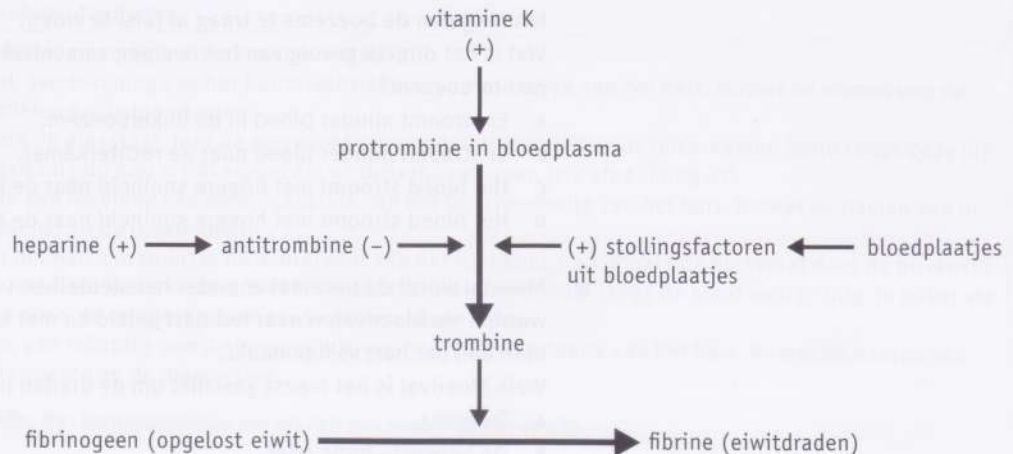 vitamine K
(+)
protrombine in bloedplasma
heparine (+)
antitrombine (–)
(+) stollingsfactoren
uit bloedplaatjes
bloedplaatjes
trombine
fibrinogeen (opgelost eiwit)
fibrine (eiwitdraden)